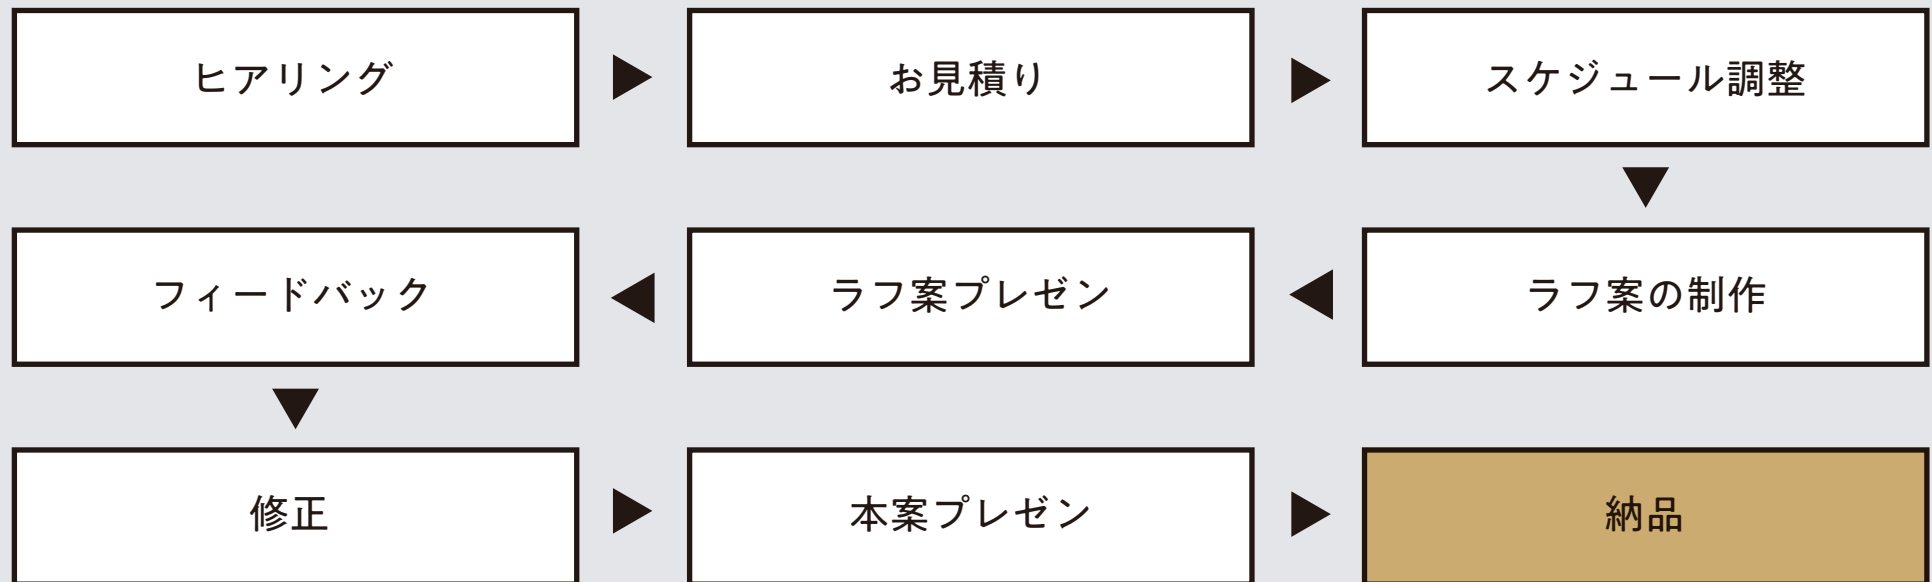 ヒアリング
お見積り
スケジュール調整
ラフ案の制作
ラフ案プレゼン
フィードバック
修正
本案プレゼン
納品